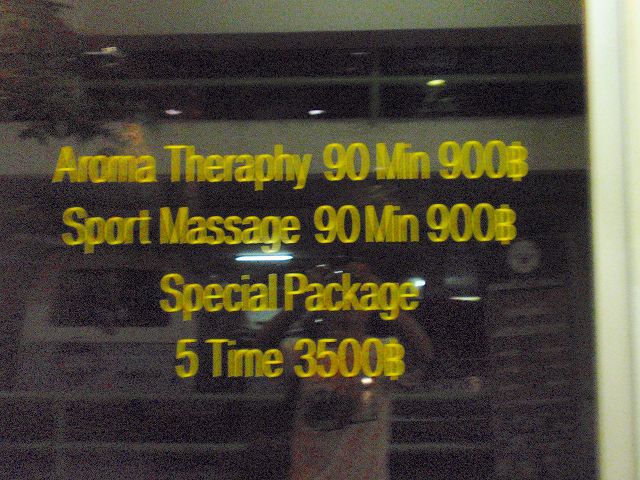 Aroma Theraphy 90 Min 900฿
Sport Massage 90 Min 900฿
Special Package
5 Time 3500฿